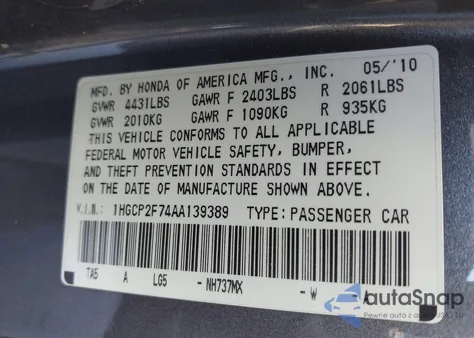 MFD. BY HONDA OF AMERICA MFG., INC. 05/'10
GVWR 4431LBS GAWR F 2403LBS R 2061LBS
GVWR 2010KG GAWR F 1090KG R 935KG
THIS VEHICLE CONFORMS TO ALL APPLICABLE
FEDERAL MOTOR VEHICLE SAFETY, BUMPER,
AND THEFT PREVENTION STANDARDS IN EFFECT
ON THE DATE OF MANUFACTURE SHOWN ABOVE.
V.I.N.: 1HGCP2F74AA139389 TYPE:PASSENGER CAR
TA5 A LG5 -NH737MX -W
autoSnap
Pewne auta z